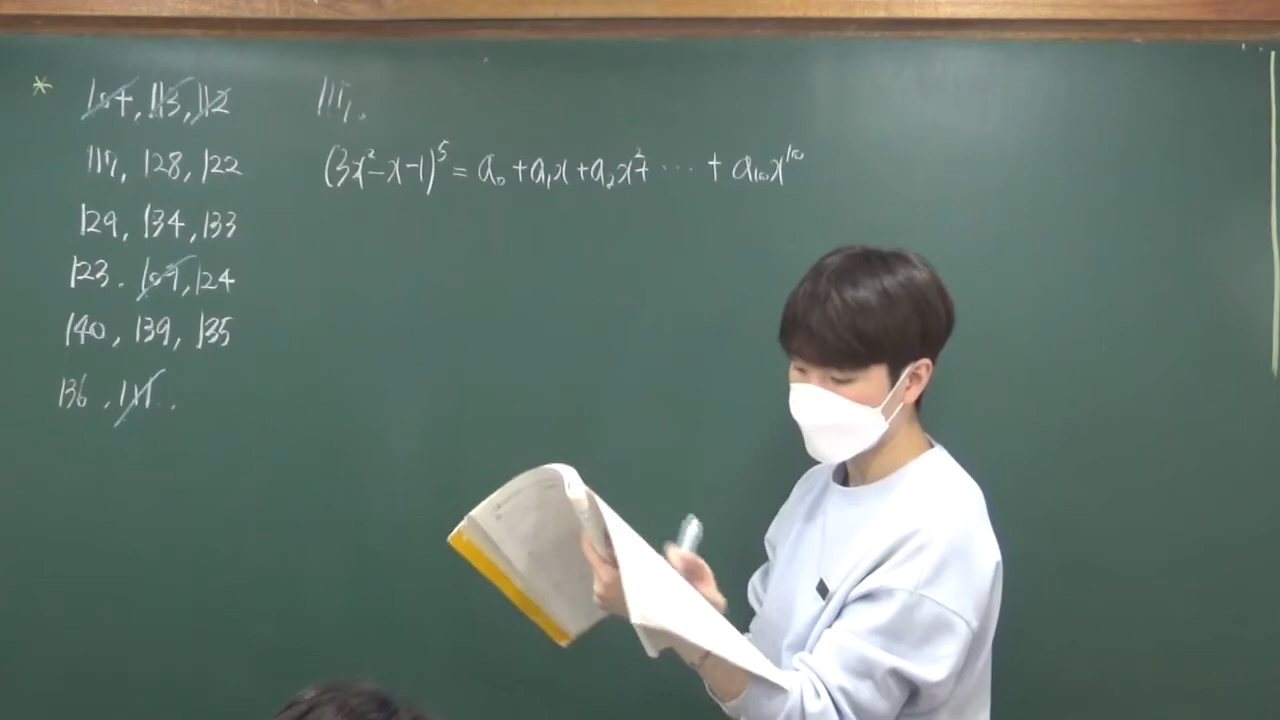 * 104, 113, 112
117, 128, 122
129, 134, 133
123. 109, 124
140, 139, 135
136, 111.
111.
(3x²-x-1)⁵ = a₀ + a₁x + a₂x² + ⋯ + a₁₀x¹⁰